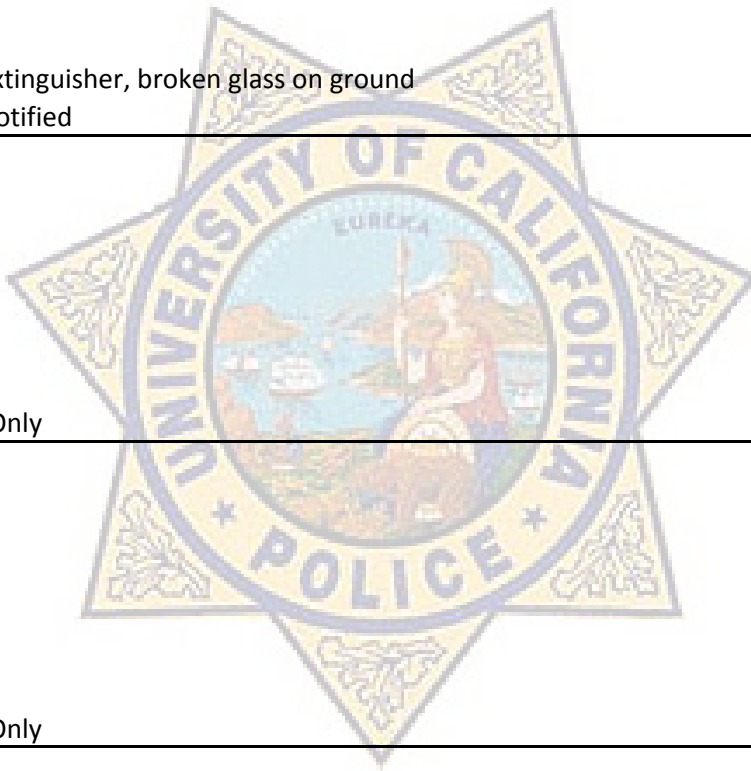 xtinguisher, broken glass on ground
otified
UNIVERSITY OF CALIFORNIA
EUREKA
Only
POLICE
Only